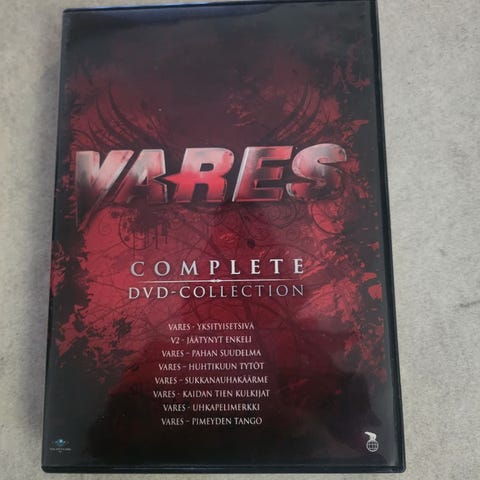 VARES
COMPLETE
DVD-COLLECTION
VARES - YKSITYISETSIVÄ
V2 - JÄÄTYNYT ENKELI
VARES – PAHAN SUUDELMA
VARES – HUHTIKUUN TYTÖT
VARES – SUKKANAUHAKÄÄRME
VARES - KAIDAN TIEN KULKIJAT
VARES - UHKAPELIMERKKI
VARES – PIMEYDEN TANGO